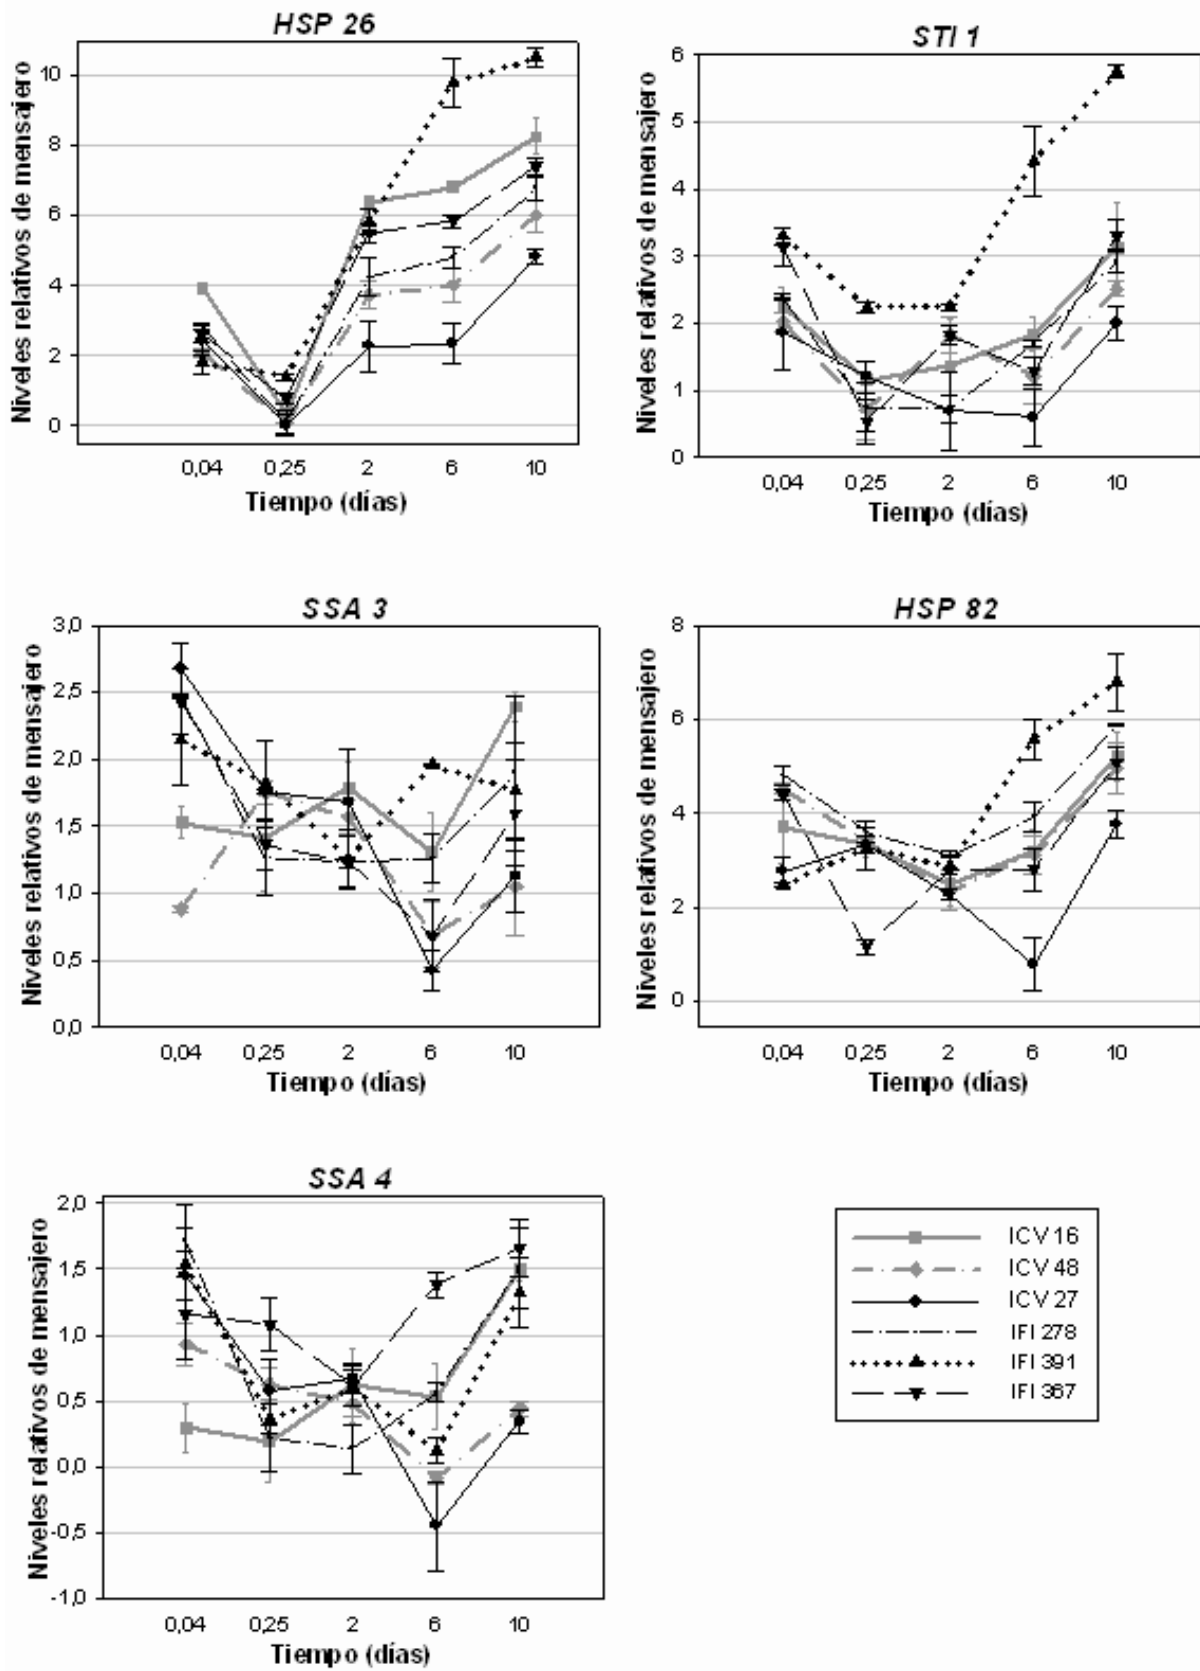 HSP 26
Niveles relativos de mensajero
10
8
6
4
2
0
0,04 0,25 2 6 10
Tiempo (días)
STI 1
Niveles relativos de mensajero
6
5
4
3
2
1
0
0,04 0,25 2 6 10
Tiempo (días)
SSA 3
Niveles relativos de mensajero
3,0
2,5
2,0
1,5
1,0
0,5
0,0
0,04 0,25 2 6 10
Tiempo (días)
HSP 82
Niveles relativos de mensajero
8
6
4
2
0
0,04 0,25 2 6 10
Tiempo (días)
SSA 4
Niveles relativos de mensajero
2,0
1,5
1,0
0,5
0,0
-0,5
-1,0
0,04 0,25 2 6 10
Tiempo (días)
ICV 16
ICV 48
ICV 27
IFI 278
IFI 391
IFI 367